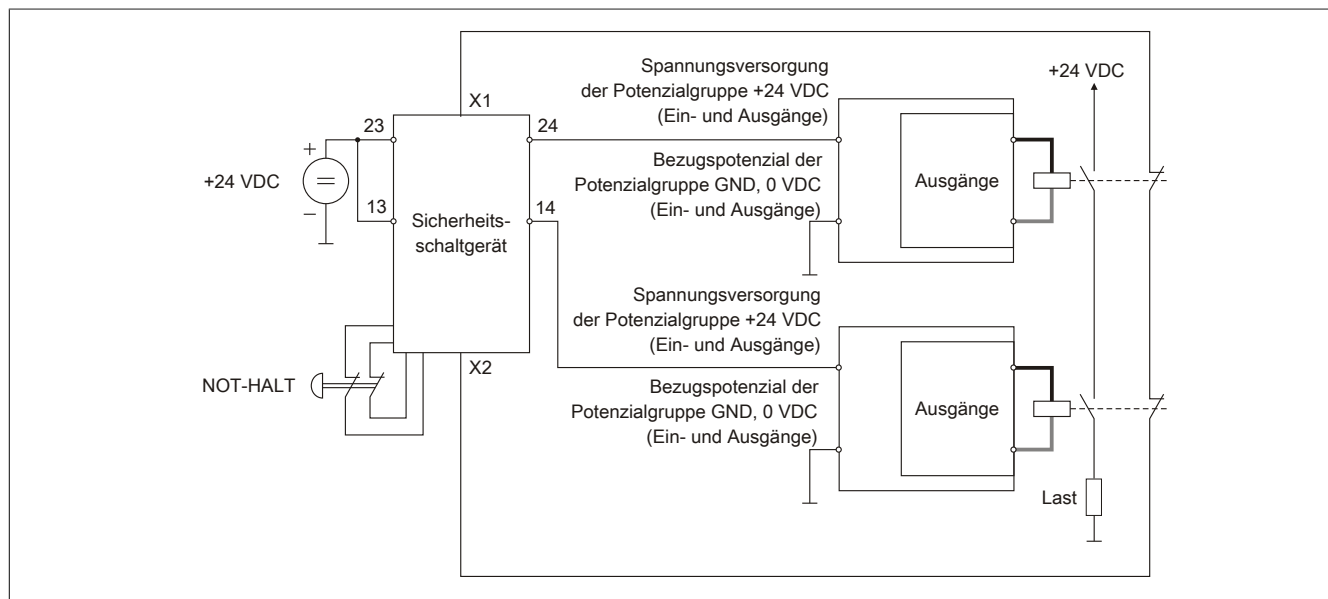 Spannungsversorgung
der Potenzialgruppe +24 VDC
(Ein- und Ausgänge)
+24 VDC
X1
23
24
+
+24 VDC
–
Bezugspotenzial der
Potenzialgruppe GND, 0 VDC
(Ein- und Ausgänge)
Ausgänge
13
14
Sicherheits-
schaltgerät
Spannungsversorgung
der Potenzialgruppe +24 VDC
(Ein- und Ausgänge)
X2
NOT-HALT
Bezugspotenzial der
Potenzialgruppe GND, 0 VDC
(Ein- und Ausgänge)
Ausgänge
Last